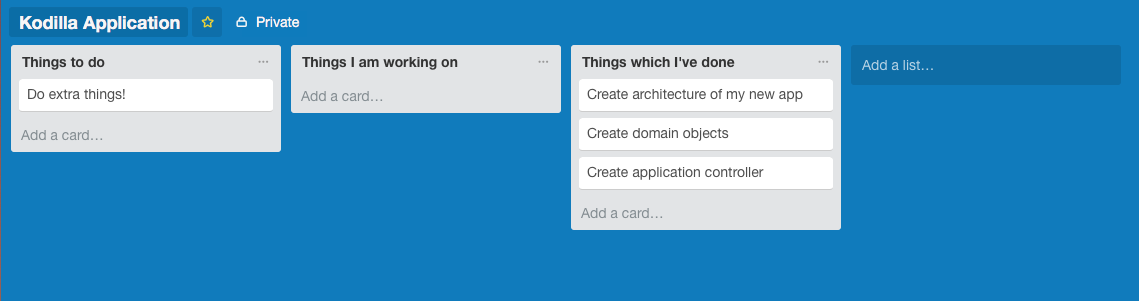 Kodilla Application
Private
Things to do
Do extra things!
Add a card…
Things I am working on
Add a card…
Things which I've done
Create architecture of my new app
Create domain objects
Create application controller
Add a card…
Add a list…